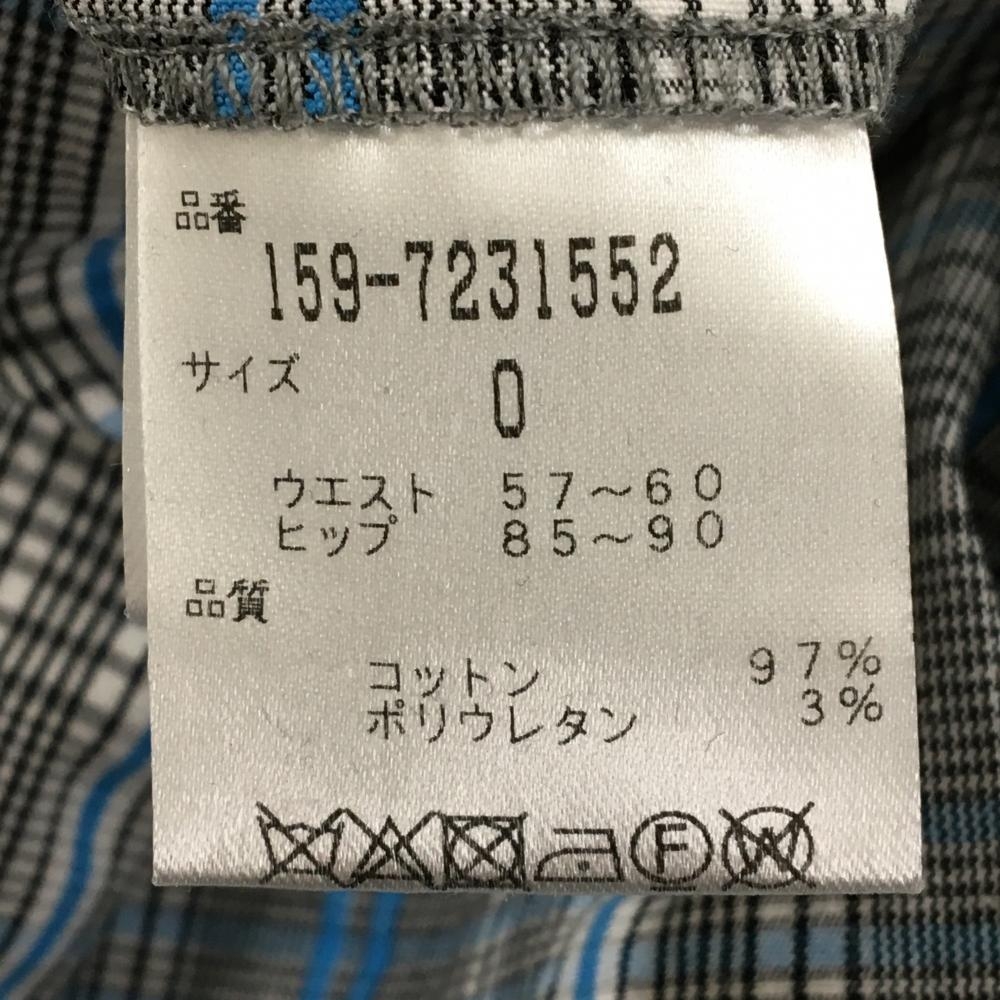 品番
159-7231552
サイズ 0
ウエスト 57〜60
ヒップ 85〜90
品質
コットン 97%
ポリウレタン 3%
F W